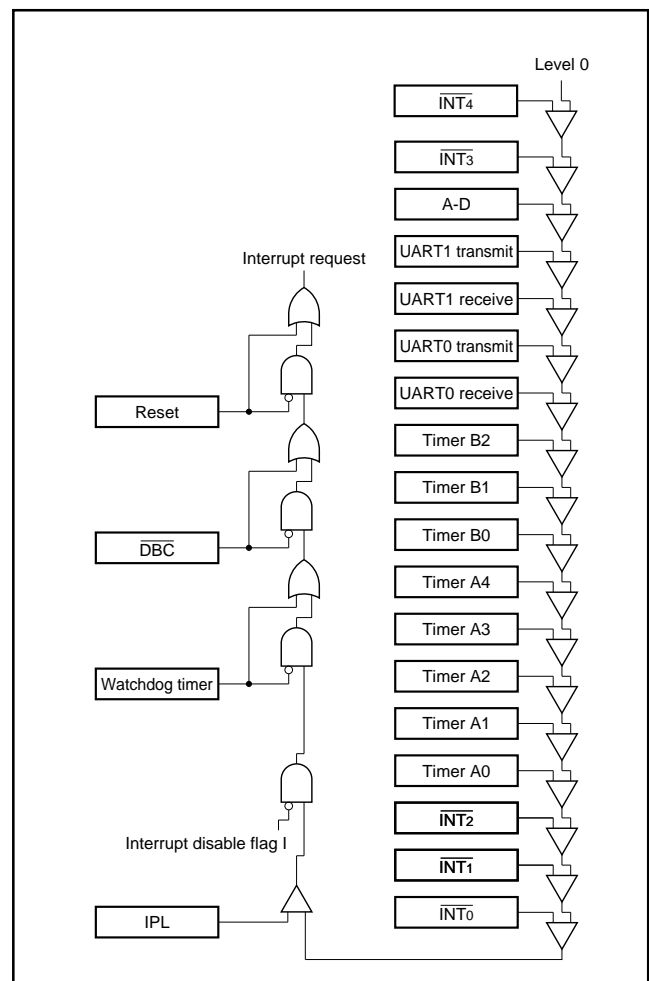 Level 0
INT4
INT3
A-D
UART1 transmit
UART1 receive
UART0 transmit
UART0 receive
Timer B2
Timer B1
Timer B0
Timer A4
Timer A3
Timer A2
Timer A1
Timer A0
INT2
INT1
INT0
Interrupt request
Reset
DBC
Watchdog timer
Interrupt disable flag I
IPL